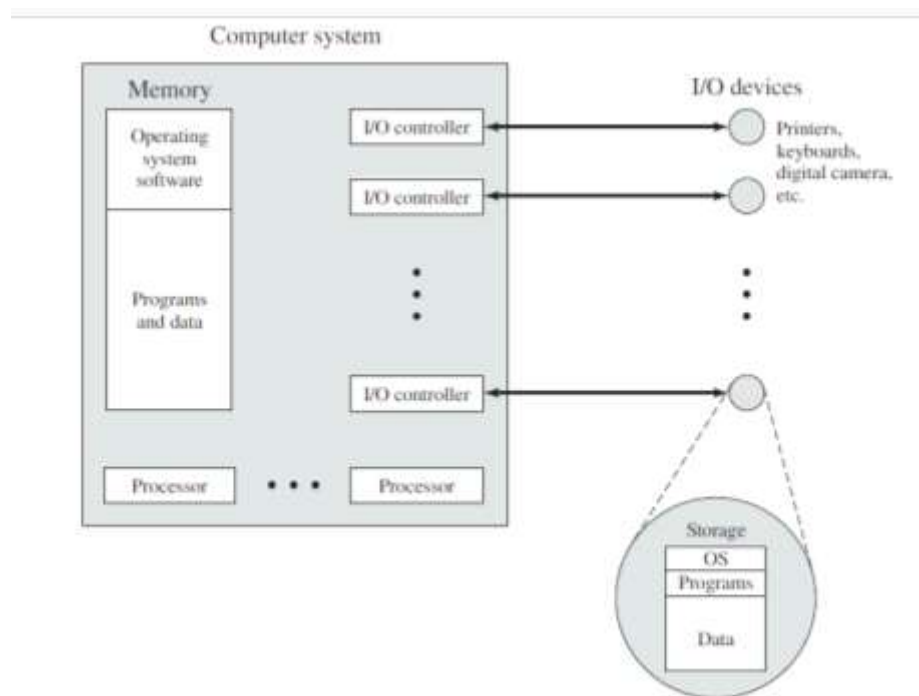 Computer system
Memory
Operating
system
software
Programs
and data
I/O controller
I/O controller
I/O controller
Processor
Processor
I/O devices
Printers,
keyboards,
digital camera,
etc.
Storage
OS
Programs
Data